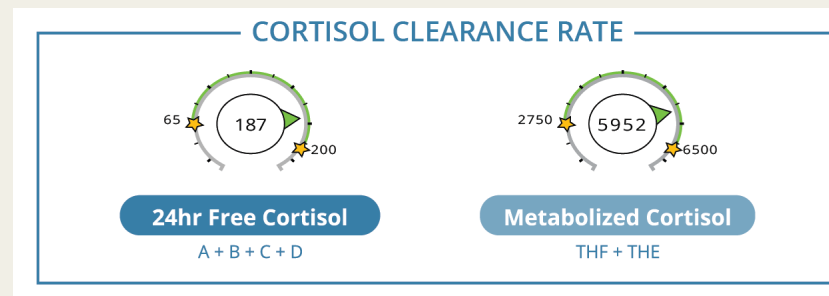 CORTISOL CLEARANCE RATE
65
187
200
2750
5952
6500
24hr Free Cortisol
Metabolized Cortisol
A + B + C + D
THF + THE